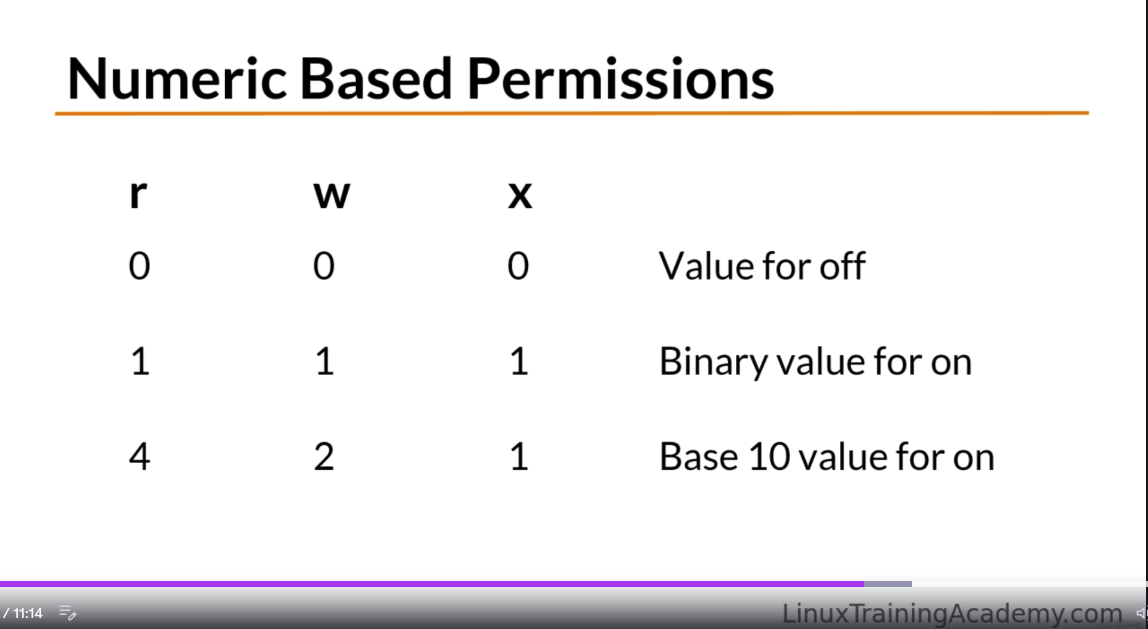 Numeric Based Permissions
r w x
0 0 0 Value for off
1 1 1 Binary value for on
4 2 1 Base 10 value for on
/ 11:14
LinuxTrainingAcademy.com